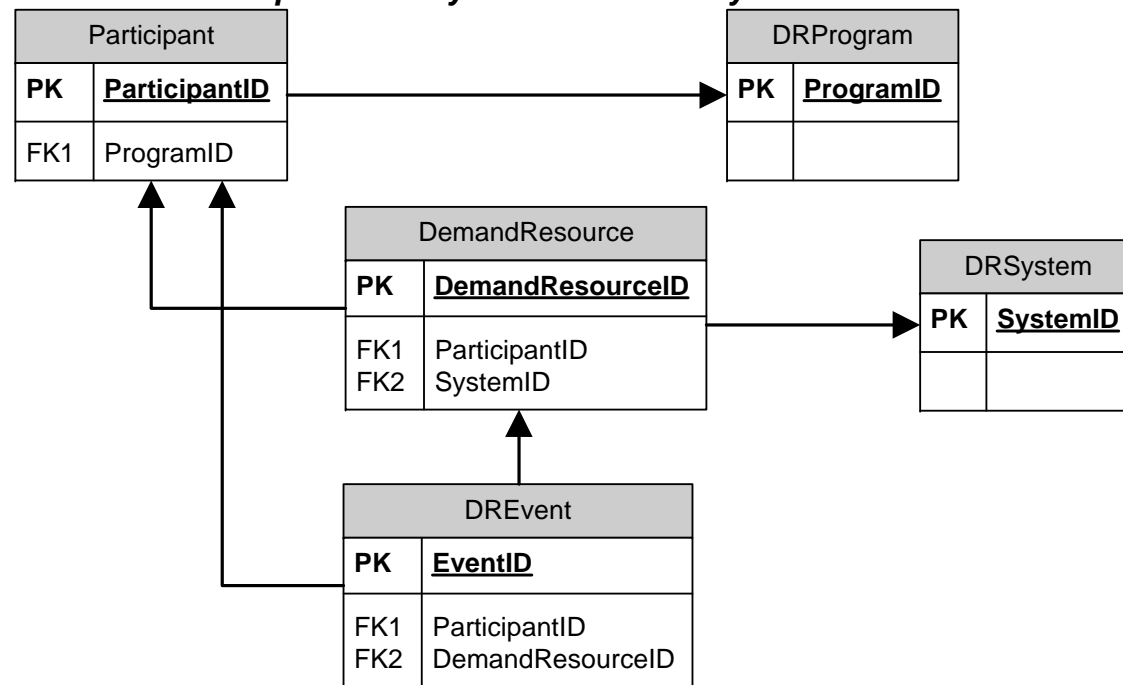 Participant
PK ParticipantID
FK1 ProgramID
DRProgram
PK ProgramID
DemandResource
PK DemandResourceID
FK1 ParticipantID
FK2 SystemID
DRSystem
PK SystemID
DREvent
PK EventID
FK1 ParticipantID
FK2 DemandResourceID